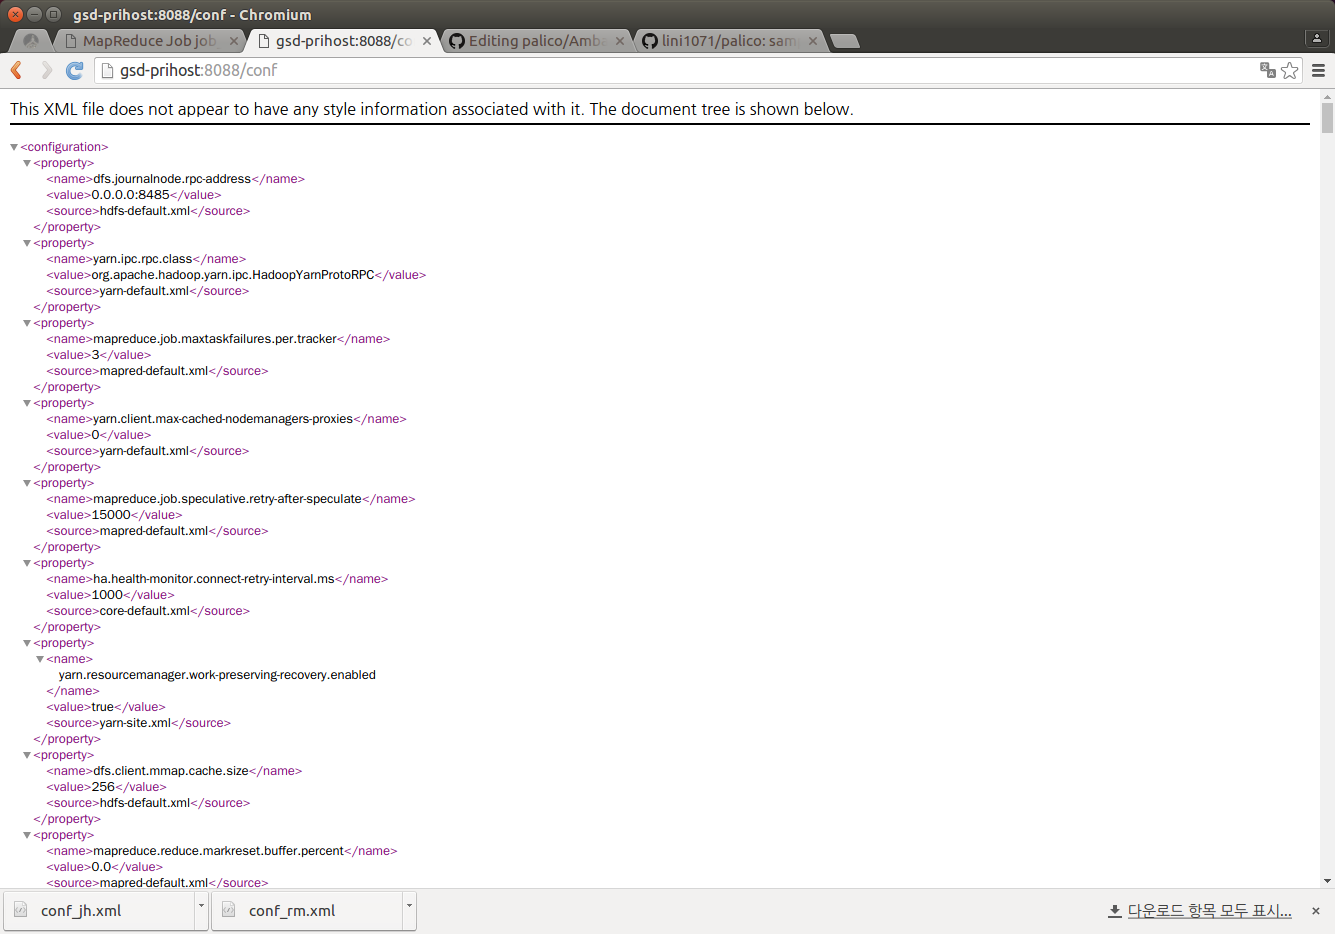 gsd-prihost:8088/conf - Chromium
MapReduce Job job
gsd-prihost:8088/co
Editing palico/Amba
lini1071/palico: sam
gsd-prihost:8088/conf
This XML file does not appear to have any style information associated with it. The document tree is shown below.
<configuration>
<property>
<name>dfs.journalnode.rpc-address</name>
<value>0.0.0.0:8485</value>
<source>hdfs-default.xml</source>
</property>
<property>
<name>yarn.ipc.rpc.class</name>
<value>org.apache.hadoop.yarn.ipc.HadoopYarnProtoRPC</value>
<source>yarn-default.xml</source>
</property>
<property>
<name>mapreduce.job.maxtaskfailures.per.tracker</name>
<value>3</value>
<source>mapred-default.xml</source>
</property>
<property>
<name>yarn.client.max-cached-nodemanagers-proxies</name>
<value>0</value>
<source>yarn-default.xml</source>
</property>
<property>
<name>mapreduce.job.speculative.retry-after-speculate</name>
<value>15000</value>
<source>mapred-default.xml</source>
</property>
<property>
<name>ha.health-monitor.connect-retry-interval.ms</name>
<value>1000</value>
<source>core-default.xml</source>
</property>
<property>
<name>
yarn.resourcemanager.work-preserving-recovery.enabled
</name>
<value>true</value>
<source>yarn-site.xml</source>
</property>
<property>
<name>dfs.client.mmap.cache.size</name>
<value>256</value>
<source>hdfs-default.xml</source>
</property>
<property>
<name>mapreduce.reduce.markreset.buffer.percent</name>
<value>0.0</value>
<source>mapred-default.xml</source>
conf_jh.xml
conf_rm.xml
다운로드 항목 모두 표시...